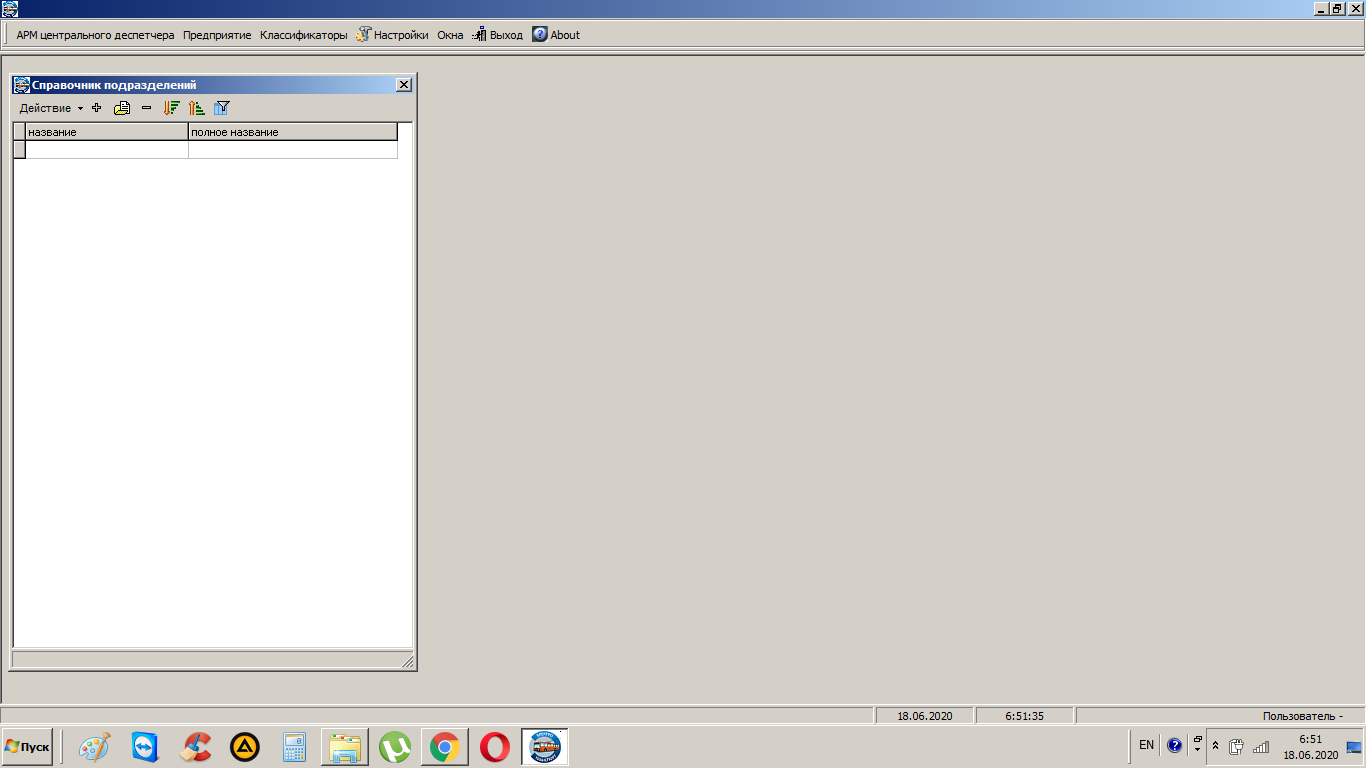 АРМ центрального деспетчера Предприятие Классификаторы Настройки Окна Выход About
Справочник подразделений
Действие
название полное название
18.06.2020 6:51:35 Пользователь -
Пуск EN 6:51
18.06.2020